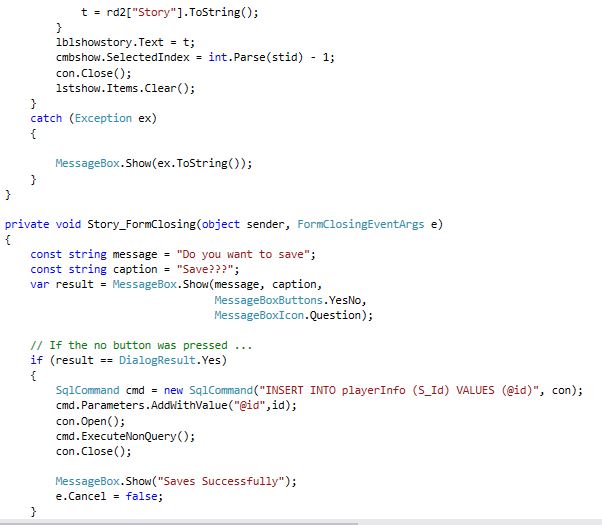 t = rd2["Story"].ToString();
}
lblshowstory.Text = t;
cmbshow.SelectedIndex = int.Parse(stid) - 1;
con.Close();
lstshow.Items.Clear();
}
catch (Exception ex)
{
MessageBox.Show(ex.ToString());
}
}
private void Story_FormClosing(object sender, FormClosingEventArgs e)
{
const string message = "Do you want to save";
const string caption = "Save???";
var result = MessageBox.Show(message, caption,
MessageBoxButtons.YesNo,
MessageBoxIcon.Question);
// If the no button was pressed ...
if (result == DialogResult.Yes)
{
SqlCommand cmd = new SqlCommand("INSERT INTO playerInfo (S_Id) VALUES (@id)", con);
cmd.Parameters.AddWithValue("@id",id);
con.Open();
cmd.ExecuteNonQuery();
con.Close();
MessageBox.Show("Saves Successfully");
e.Cancel = false;
}